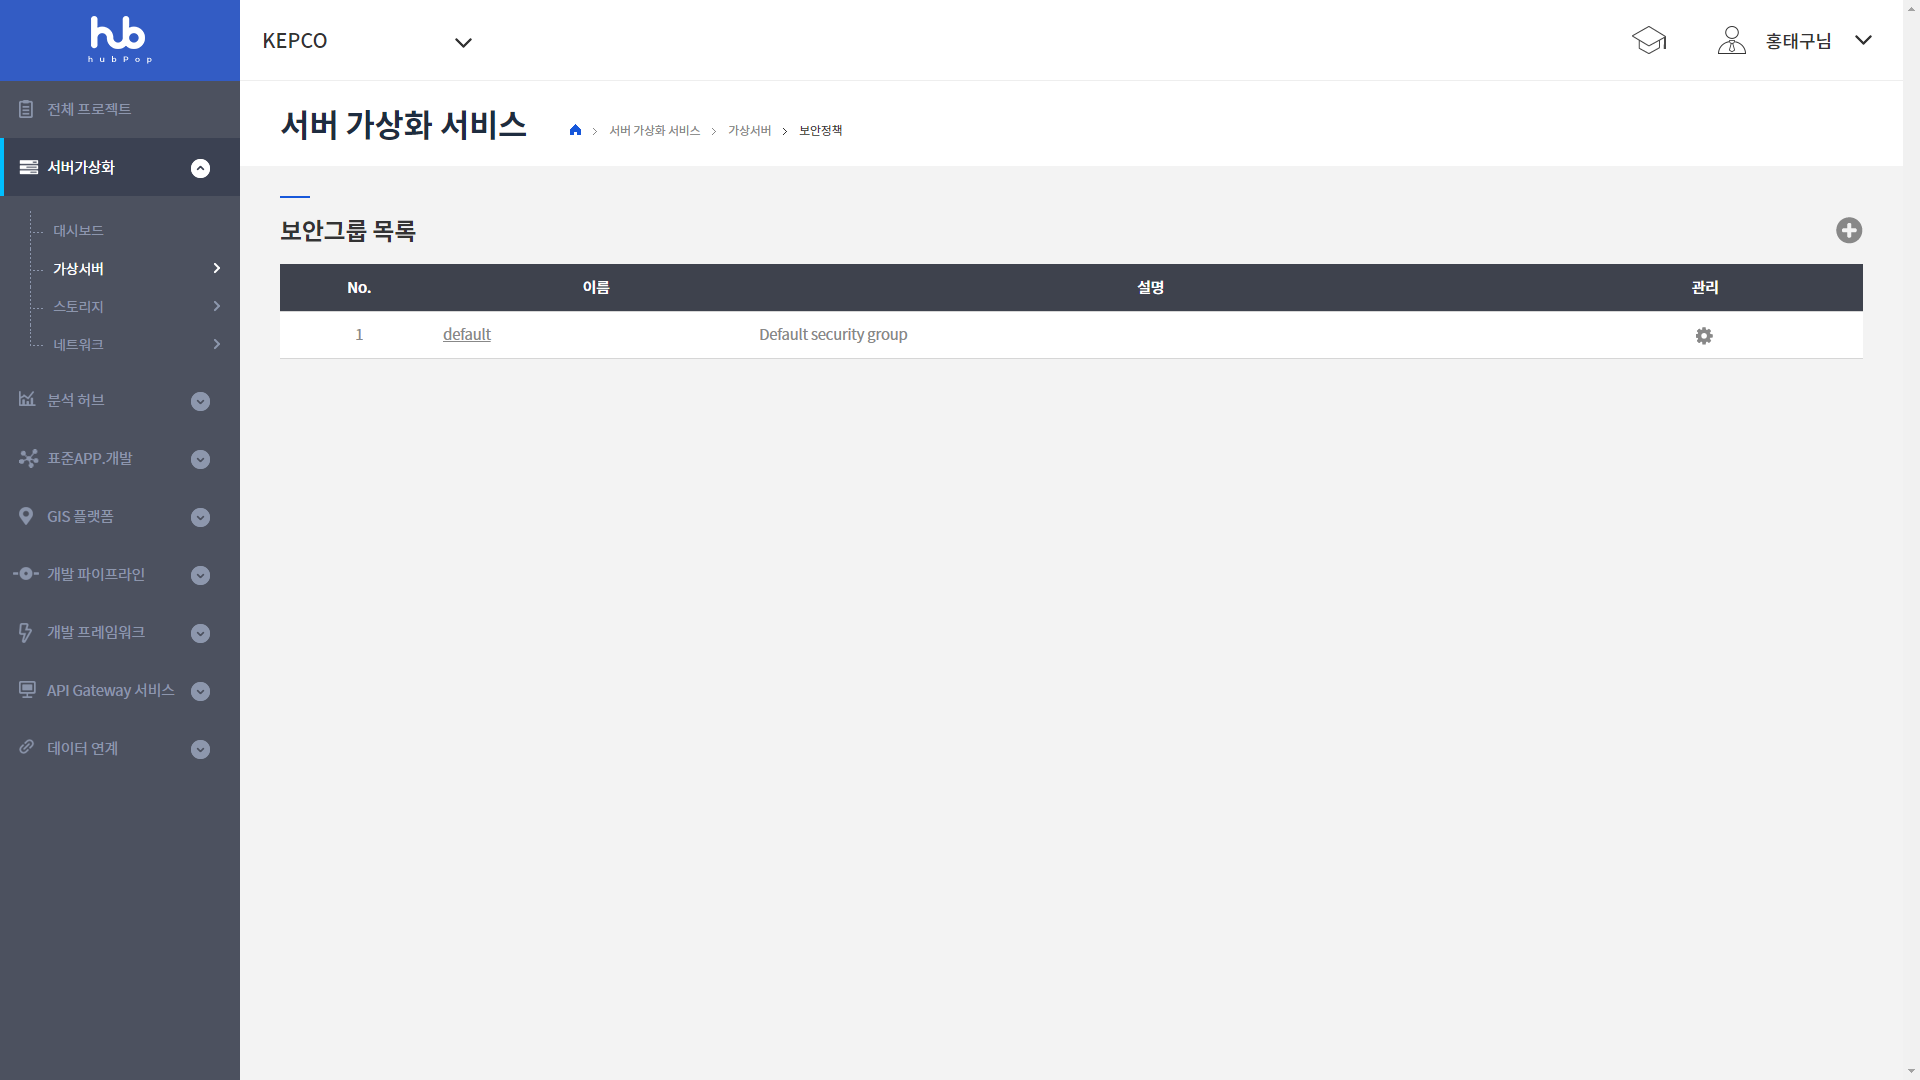 hub
hubPop
KEPCO
홍태구님
전체 프로젝트
서버가상화
대시보드
가상서버
스토리지
네트워크
분석 허브
표준APP.개발
GIS 플랫폼
개발 파이프라인
개발 프레임워크
API Gateway 서비스
데이터 연계
서버 가상화 서비스
서버 가상화 서비스 > 가상서버 > 보안정책
보안그룹 목록
No. 이름 설명 관리
1 default Default security group